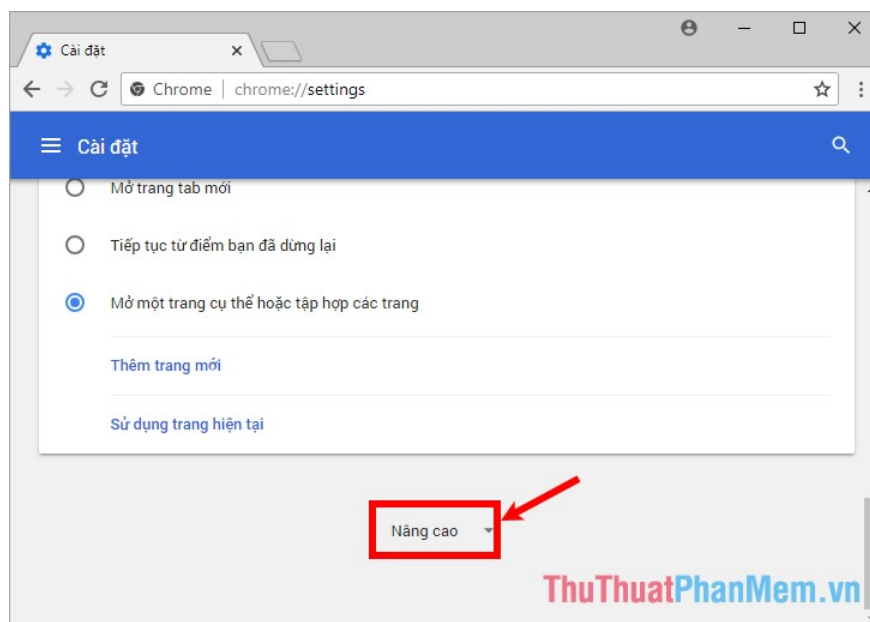 Cài đặt
Chrome | chrome://settings
Cài đặt
Mở trang tab mới
Tiếp tục từ điểm bạn đã dừng lại
Mở một trang cụ thể hoặc tập hợp các trang
Thêm trang mới
Sử dụng trang hiện tại
Nâng cao
ThuThuatPhanMem.vn